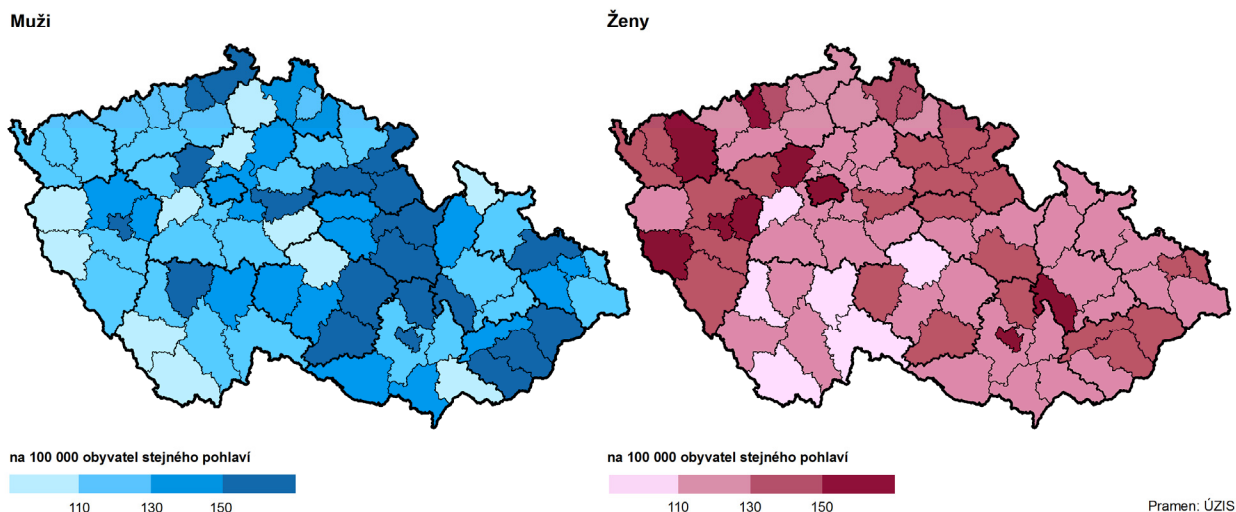 Muži
Ženy
na 100 000 obyvatel stejného pohlaví
110 130 150
na 100 000 obyvatel stejného pohlaví
110 130 150
Pramen: ÚZIS